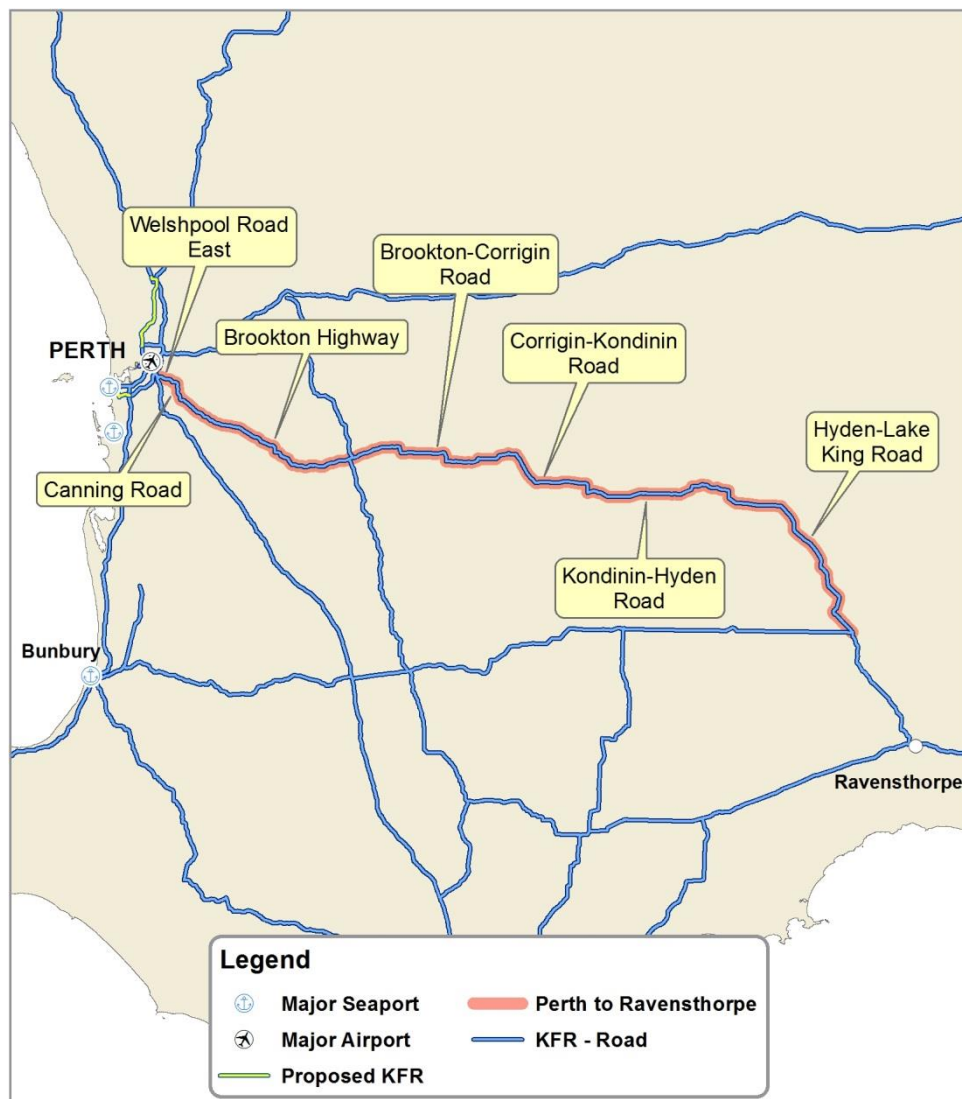 Welshpool Road
East
Brookton-Corrigin
Road
PERTH
Brookton Highway
Corrigin-Kondinin
Road
Hyden-Lake
King Road
Canning Road
Kondinin-Hyden
Road
Bunbury
Ravensthorpe
Legend
Major Seaport
Perth to Ravensthorpe
Major Airport
KFR - Road
Proposed KFR